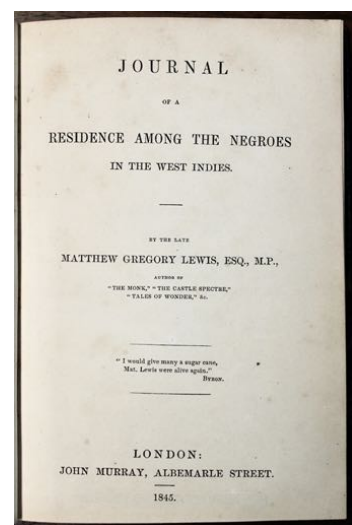 JOURNAL
OF A
RESIDENCE AMONG THE NEGROES
IN THE WEST INDIES.
BY THE LATE
MATTHEW GREGORY LEWIS, ESQ., M.P.,
AUTHOR OF
"THE MONK," "THE CASTLE SPECTRE,"
"TALES OF WONDER," &c.
"I would give many a sugar cane,
Mat. Lewis were alive again."
BYRON.
LONDON:
JOHN MURRAY, ALBEMARLE STREET.
1845.